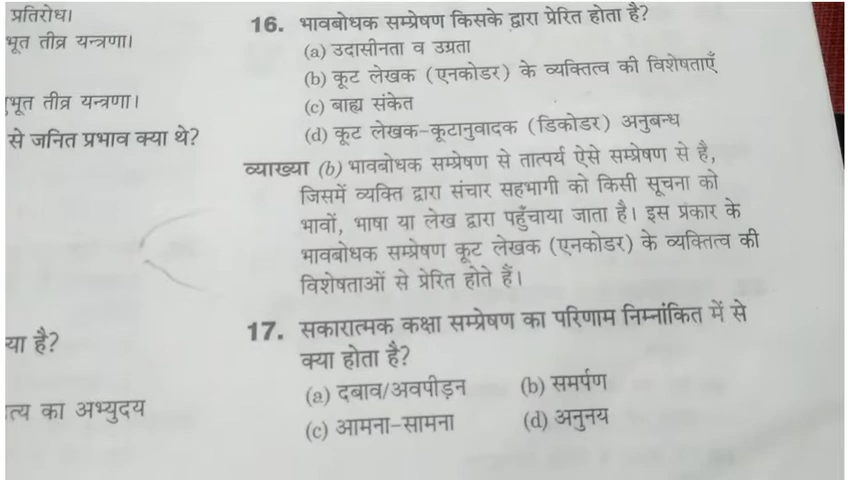 प्रतिरोध।
भूत तीव्र यन्त्रणा।
भूत तीव्र यन्त्रणा।
से जनित प्रभाव क्या थे?
या है?
त्य का अभ्युदय
16. भावबोधक सम्प्रेषण किसके द्वारा प्रेरित होता है?
(a) उदासीनता व उग्रता
(b) कूट लेखक (एनकोडर) के व्यक्तित्व की विशेषताएँ
(c) बाह्य संकेत
(d) कूट लेखक-कूटानुवादक (डिकोडर) अनुबन्ध
व्याख्या (b) भावबोधक सम्प्रेषण से तात्पर्य ऐसे सम्प्रेषण से है,
जिसमें व्यक्ति द्वारा संचार सहभागी को किसी सूचना को
भावों, भाषा या लेख द्वारा पहुँचाया जाता है। इस प्रकार के
भावबोधक सम्प्रेषण कूट लेखक (एनकोडर) के व्यक्तित्व की
विशेषताओं से प्रेरित होते हैं।
17. सकारात्मक कक्षा सम्प्रेषण का परिणाम निम्नांकित में से
क्या होता है?
(a) दबाव/अवपीड़न (b) समर्पण
(c) आमना-सामना (d) अनुनय